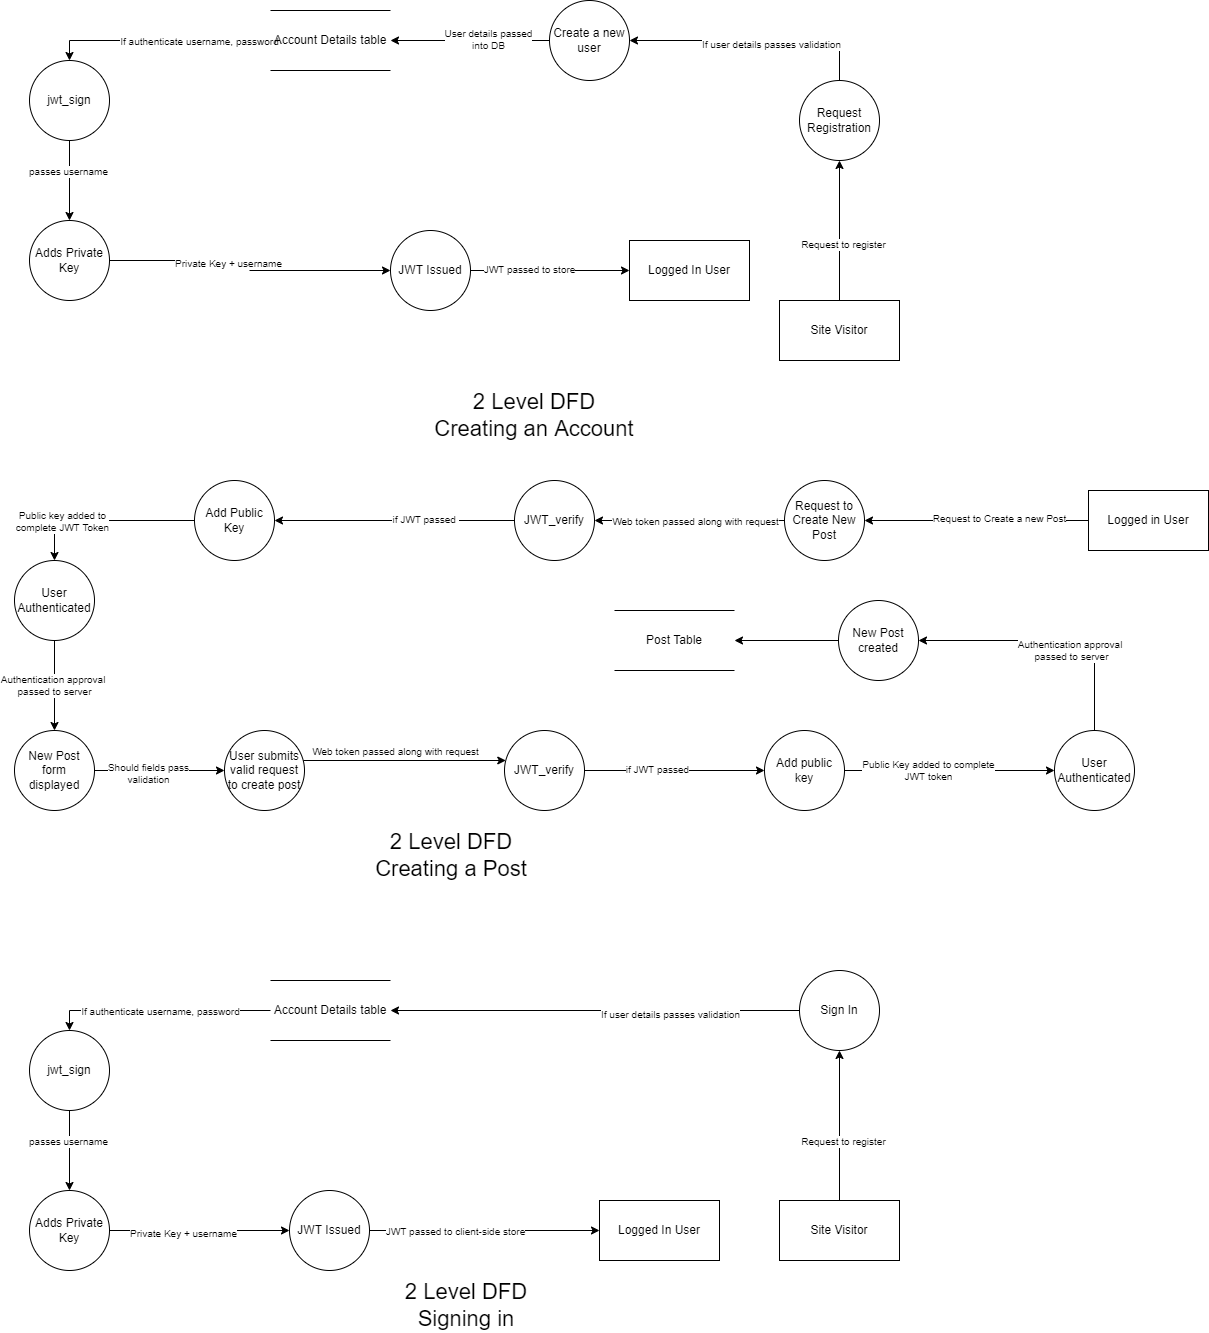 Create a new
user
User details passed
into DB
Account Details table
If authenticate username, password
If user details passes validation
jwt_sign
Request
Registration
passes username
Adds Private
Key
Private Key + username
JWT Issued
JWT passed to store
Logged In User
Request to register
Site Visitor
2 Level DFD
Creating an Account
Public key added to
complete JWT Token
Add Public
Key
if JWT passed
JWT_verify
Web token passed along with request
Request to
Create New
Post
Request to Create a new Post
Logged in User
User
Authenticated
Post Table
New Post
created
Authentication approval
passed to server
Authentication approval
passed to server
New Post
form
displayed
Should fields pass
validation
User submits
valid request
to create post
Web token passed along with request
JWT_verify
if JWT passed
Add public
key
Public Key added to complete
JWT token
User
Authenticated
2 Level DFD
Creating a Post
If authenticate username, password
Account Details table
If user details passes validation
Sign In
jwt_sign
passes username
Request to register
Adds Private
Key
Private Key + username
JWT Issued
JWT passed to client-side store
Logged In User
Site Visitor
2 Level DFD
Signing in